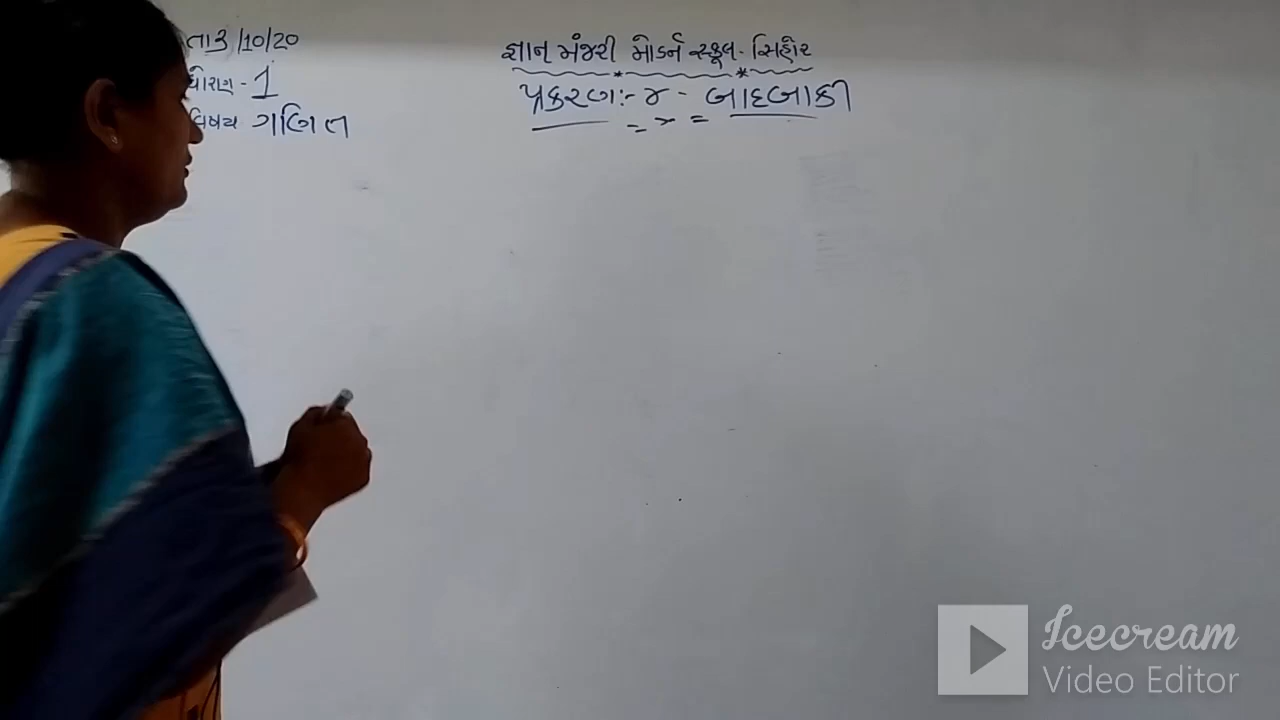 તા૩/10/20
ધોરણ - 1
વિષય ગણિત
જ્ઞાન મંજરી મોડર્ન સ્કૂલ - સિહોર
પ્રકરણ:- ૪ - બાદબાકી
Icecream
Video Editor